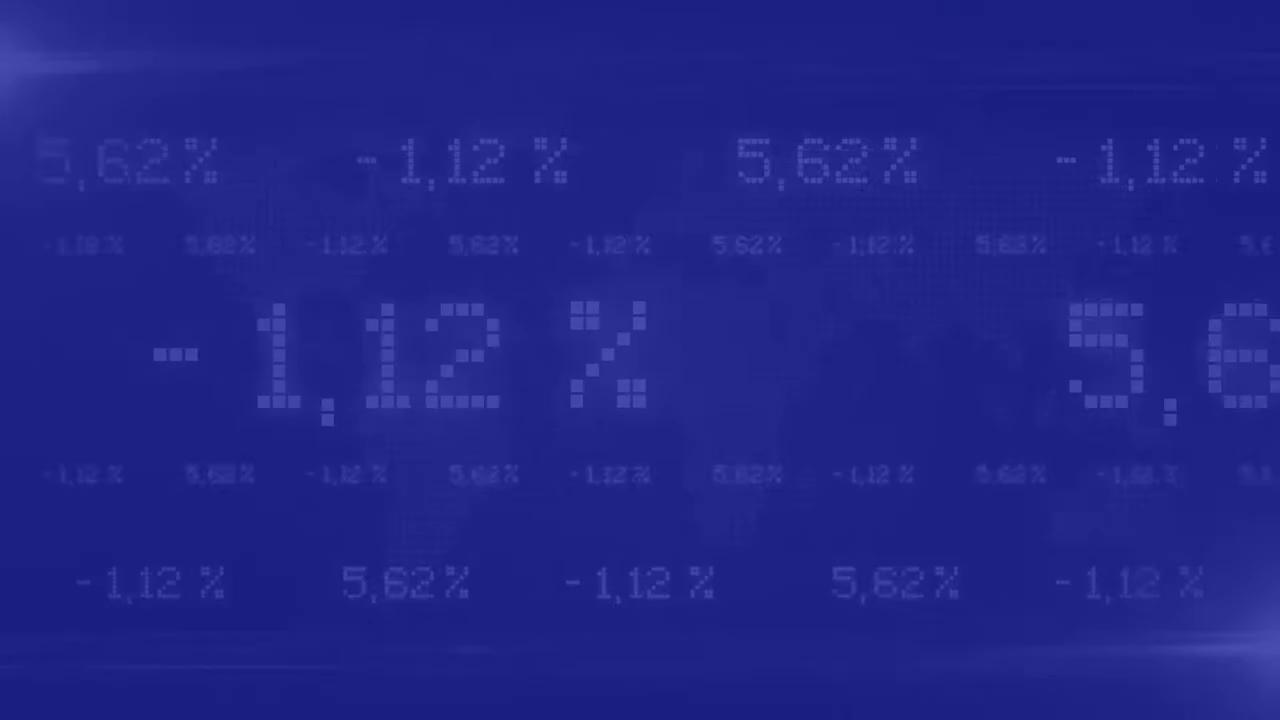 5,62% -1,12 % 5,62% -1,12 %
-1,12 % 5,62% -1,12 % 5,62% -1,12 % 5,62% -1,12 % 5,62% -1,12 %
-1,12 % 5,6
-1,12 % 5,62% -1,12 % 5,62% -1,12 % 5,62% -1,12 % 5,62% -1,12 %
-1,12 % 5,62% -1,12 % 5,62% -1,12 %